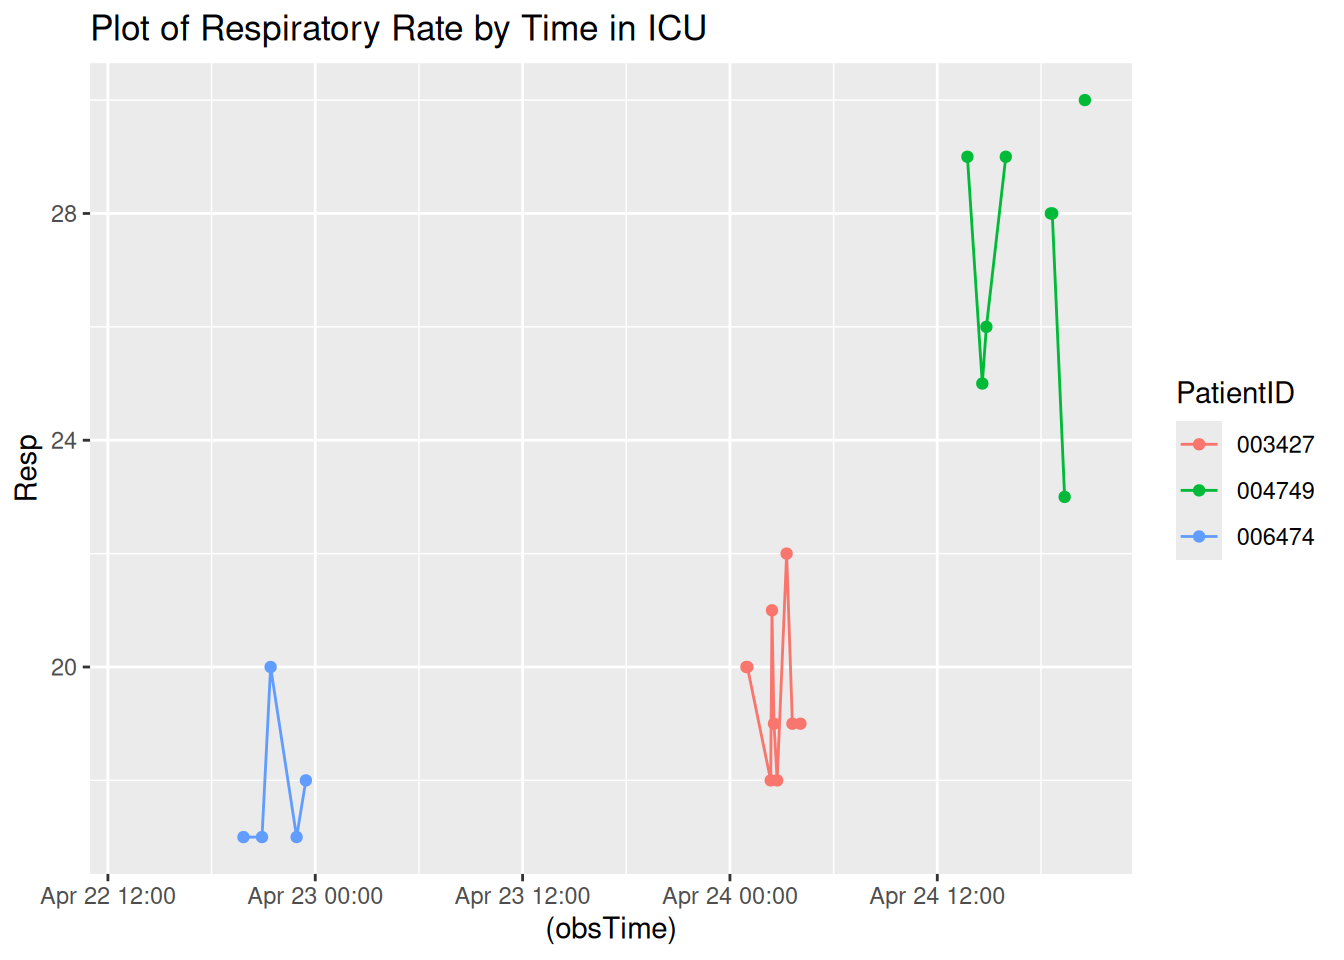 Plot of Respiratory Rate by Time in ICU
28
24
20
Resp
Apr 22 12:00 Apr 23 00:00 Apr 23 12:00 Apr 24 00:00 Apr 24 12:00
(obsTime)
PatientID
003427
004749
006474